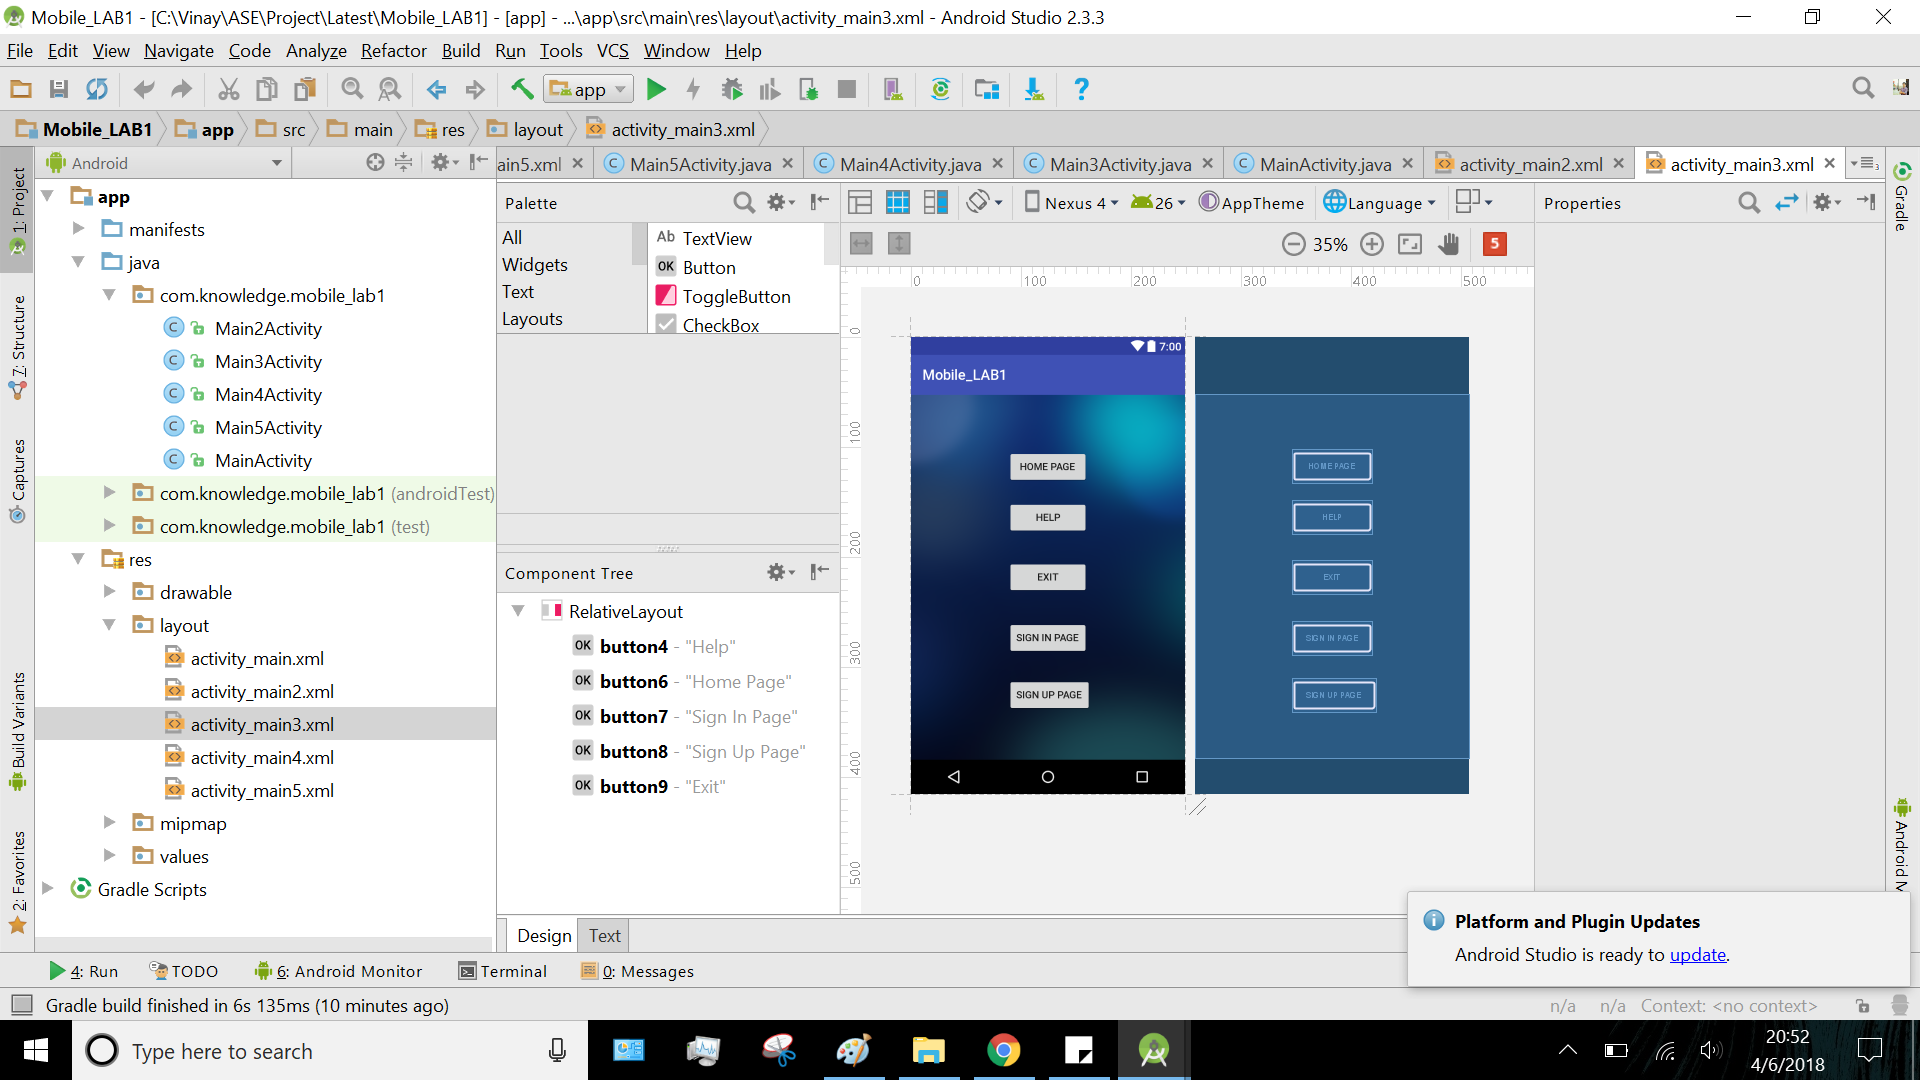 Mobile_LAB1 - [C:\Vinay\ASE\Project\Latest\Mobile_LAB1] - [app] - ...\app\src\main\res\layout\activity_main3.xml - Android Studio 2.3.3
File Edit View Navigate Code Analyze Refactor Build Run Tools VCS Window Help
app
Mobile_LAB1 app src main res layout activity_main3.xml
Android
ain5.xml Main5Activity.java Main4Activity.java Main3Activity.java MainActivity.java activity_main2.xml activity_main3.xml
1: Project
7: Structure
Captures
Build Variants
2: Favorites
app
manifests
java
com.knowledge.mobile_lab1
Main2Activity
Main3Activity
Main4Activity
Main5Activity
MainActivity
com.knowledge.mobile_lab1 (androidTest)
com.knowledge.mobile_lab1 (test)
res
drawable
layout
activity_main.xml
activity_main2.xml
activity_main3.xml
activity_main4.xml
activity_main5.xml
mipmap
values
Gradle Scripts
Palette
All
Widgets
Text
Layouts
Ab TextView
OK Button
ToggleButton
CheckBox
Component Tree
RelativeLayout
OK button4 - "Help"
OK button6 - "Home Page"
OK button7 - "Sign In Page"
OK button8 - "Sign Up Page"
OK button9 - "Exit"
Nexus 4 26 AppTheme Language
35% 5
0 100 200 300 400 500
0
100
200
300
400
500
7:00
Mobile_LAB1
HOME PAGE
HELP
EXIT
SIGN IN PAGE
SIGN UP PAGE
HOME PAGE
HELP
EXIT
SIGN IN PAGE
SIGN UP PAGE
Properties
Gradle
Android M
Design Text
Platform and Plugin Updates
Android Studio is ready to update.
4: Run TODO 6: Android Monitor Terminal 0: Messages
Gradle build finished in 6s 135ms (10 minutes ago)
n/a n/a Context: <no context>
Type here to search
20:52
4/6/2018